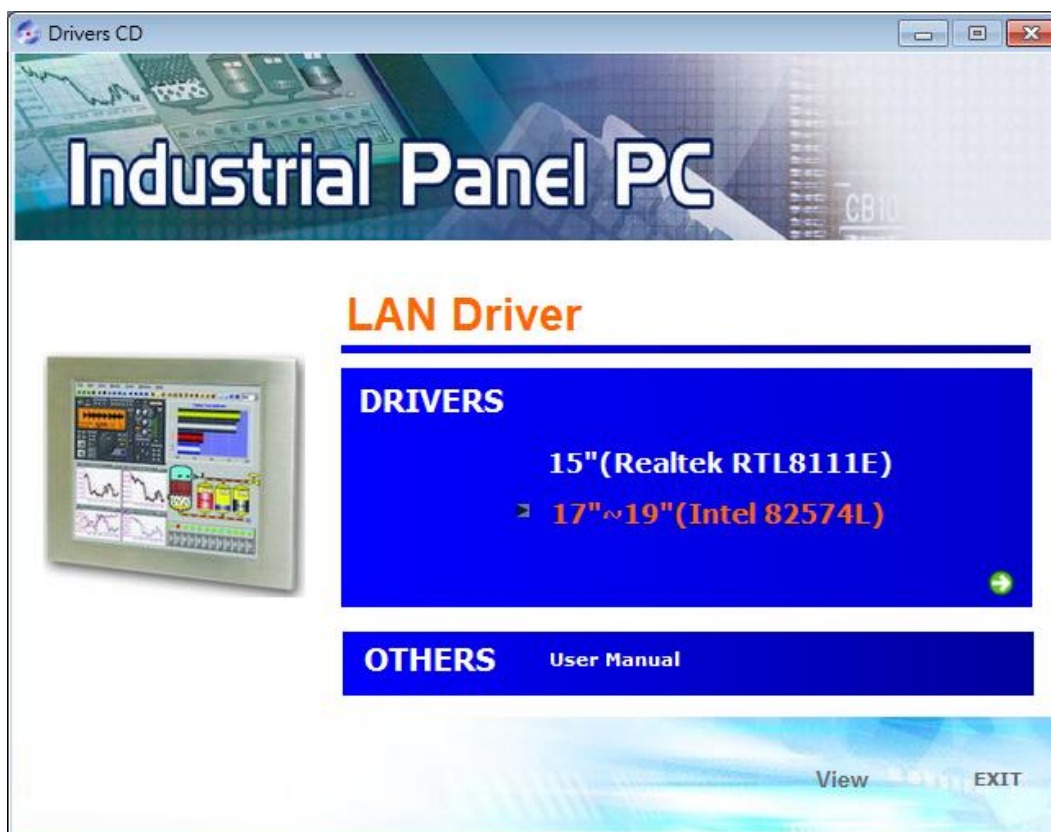 Drivers CD
Industrial Panel PC
CB10
LAN Driver
DRIVERS
15"(Realtek RTL8111E)
17"~19"(Intel 82574L)
OTHERS User Manual
View EXIT